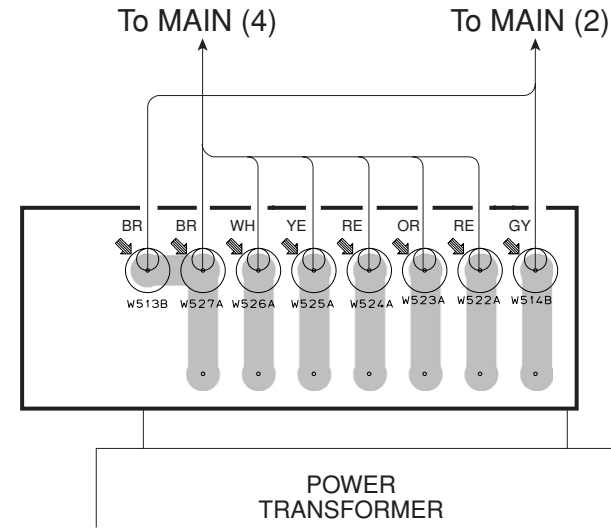 To MAIN (4) To MAIN (2)
BR BR WH YE RE OR RE GY
W513B W527A W526A W525A W524A W523A W522A W514B
POWER
TRANSFORMER